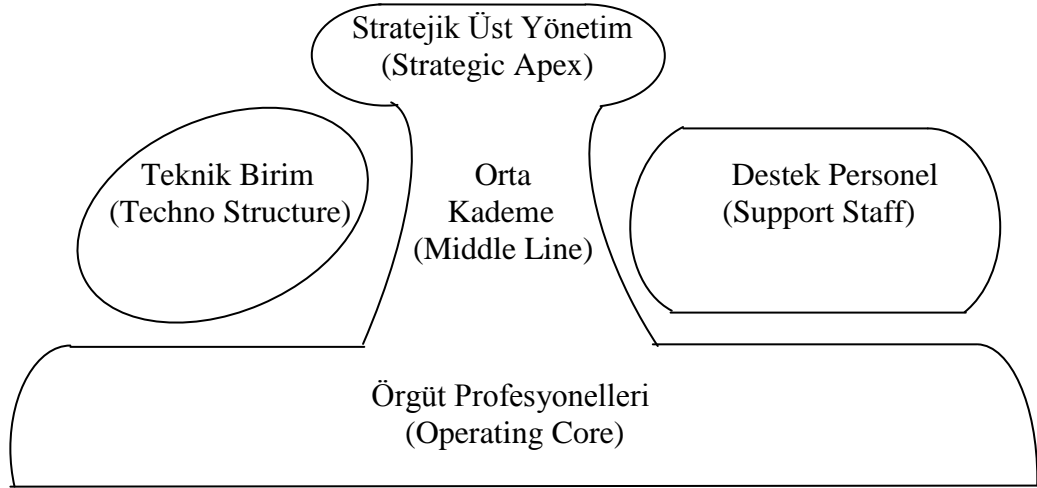 Stratejik Üst Yönetim
(Strategic Apex)
Teknik Birim
(Techno Structure)
Orta
Kademe
(Middle Line)
Destek Personel
(Support Staff)
Örgüt Profesyonelleri
(Operating Core)